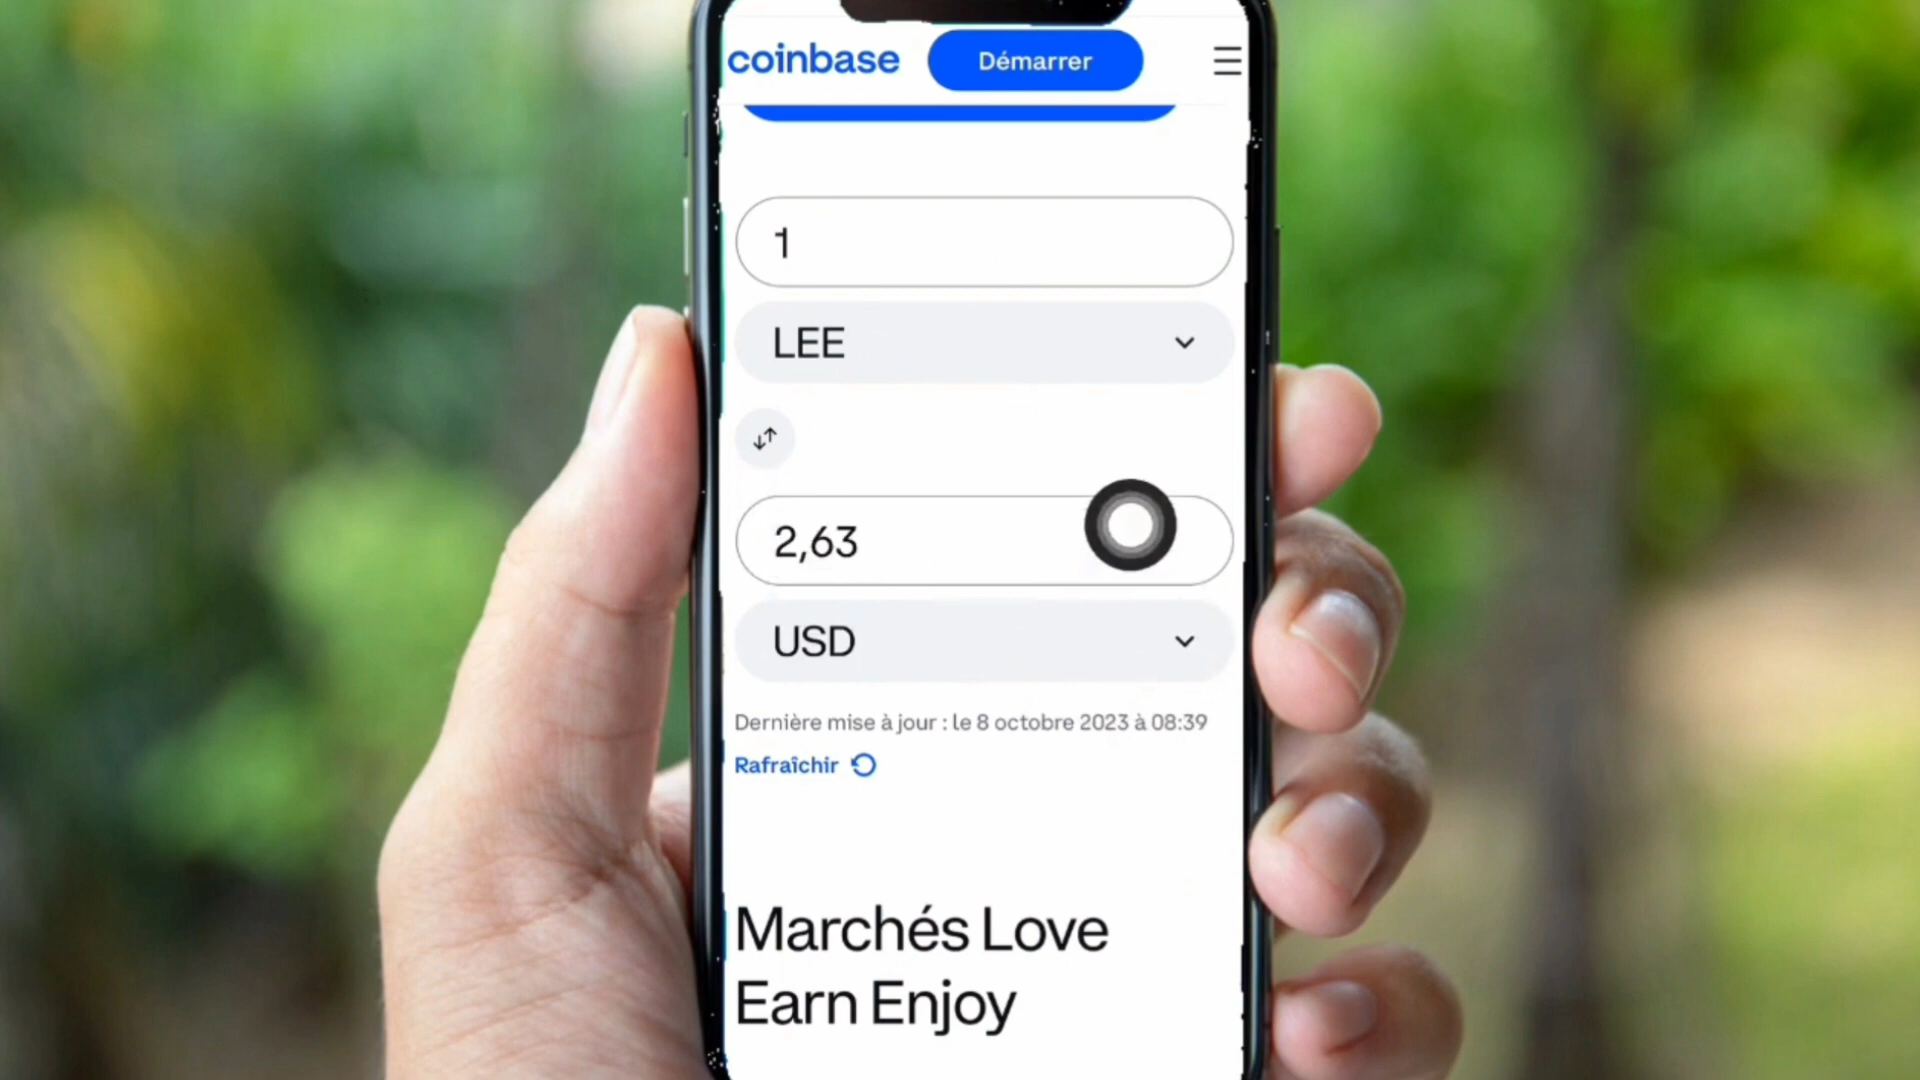 coinbase
Démarrer
1
LEE
2,63
USD
Dernière mise à jour : le 8 octobre 2023 à 08:39
Rafraîchir
Marchés Love
Earn Enjoy